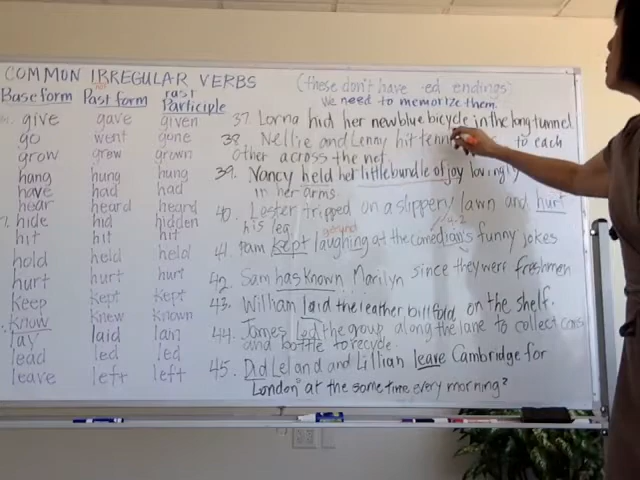 COMMON IRREGULAR VERBS
(these don't have -ed endings)
We need to memorize them.
Base form Past form Past Participle
give gave given
go went gone
grow grew grown
hang hung hung
have had had
hear heard heard
hide hid hidden
hit hit hit
hold held held
hurt hurt hurt
keep kept kept
know knew known
lay laid lain
lead led led
leave left left
37. Lorna hid her new blue bicycle in the long tunnel
38. Nellie and Lenny hit to each
other across the net.
39. Nancy held her little bundle of joy lovingly
in her arms
40. Lester tripped on a slippery lawn and hurt
his leg
gerund
41. Pam kept laughing at the comedian's funny jokes
42. Sam has known Marilyn since they were freshmen
43. William laid the leather billfold on the shelf.
44. James led the group along the lane to collect cans
and bottle to recycle.
45. Did Leland and Lillian leave Cambridge for
London at the same time every morning?